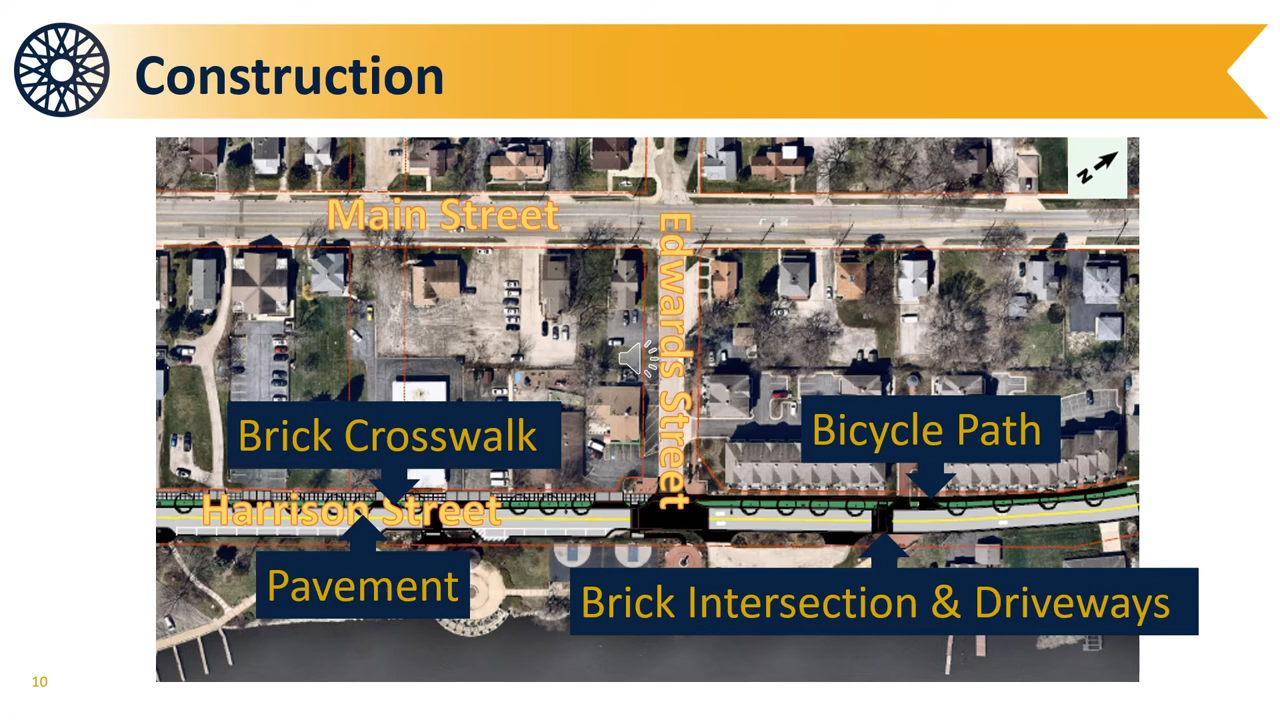 Construction
N
Main Street
Edwards Street
Brick Crosswalk
Bicycle Path
Harrison Street
Pavement
Brick Intersection & Driveways
10